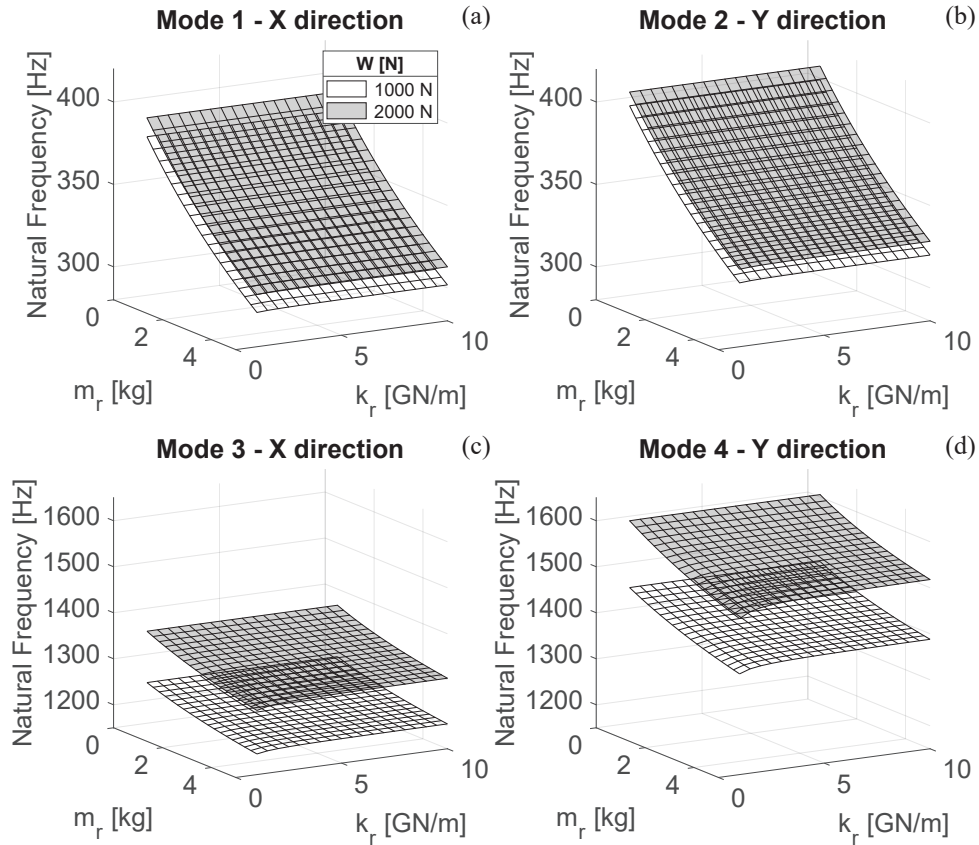 Mode 1 - X direction
(a)
Natural Frequency [Hz]
400
350
300
W [N]
1000 N
2000 N
0
2
4
m_r [kg]
0
5
10
k_r [GN/m]
Mode 2 - Y direction
(b)
Natural Frequency [Hz]
400
350
300
0
2
4
m_r [kg]
0
5
10
k_r [GN/m]
Mode 3 - X direction
(c)
Natural Frequency [Hz]
1600
1500
1400
1300
1200
0
2
4
m_r [kg]
0
5
10
k_r [GN/m]
Mode 4 - Y direction
(d)
Natural Frequency [Hz]
1600
1500
1400
1300
1200
0
2
4
m_r [kg]
0
5
10
k_r [GN/m]